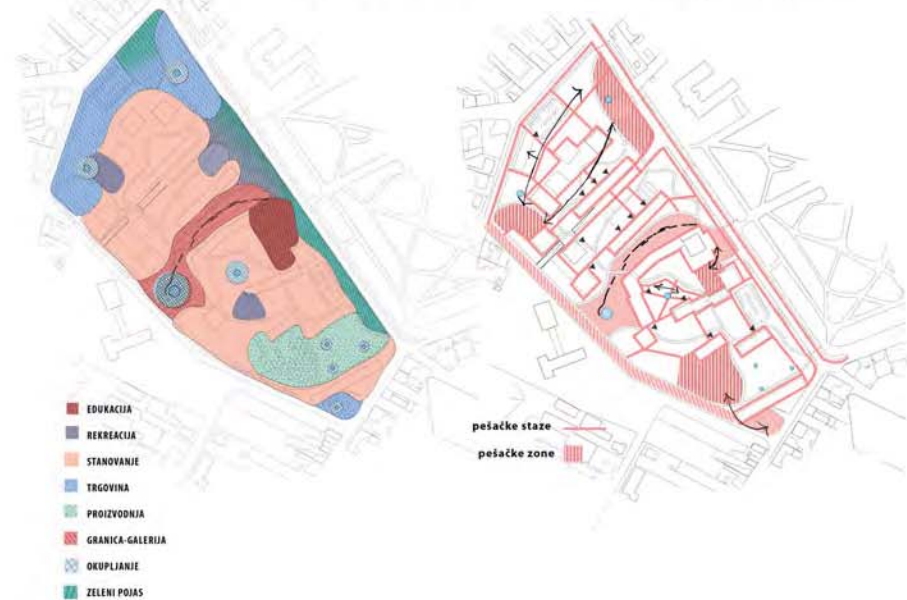 EDUKACIJA
REKREACIJA
STANOVANJE
TRGOVINA
PROIZVODNJA
GRANICA-GALERIJA
OKUPLJANJE
ZELENI POJAS
pešačke staze
pešačke zone